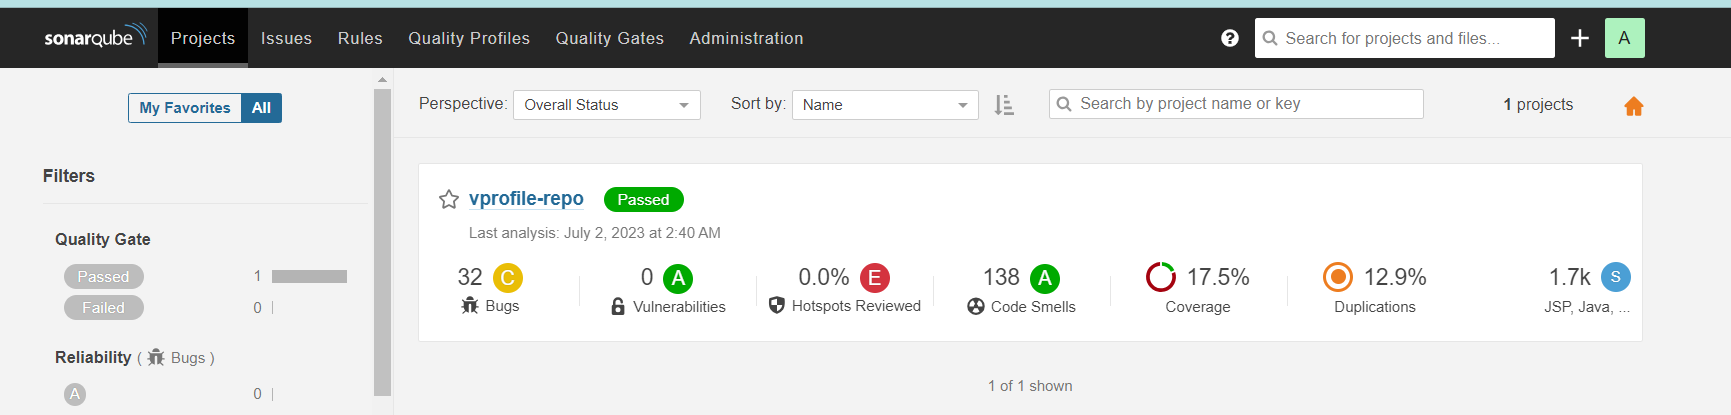 sonarqube Projects Issues Rules Quality Profiles Quality Gates Administration ? Search for projects and files... + A
My Favorites All
Perspective: Overall Status Sort by: Name Search by project name or key 1 projects
Filters
Quality Gate
Passed 1
Failed 0
Reliability ( Bugs )
A 0
vprofile-repo Passed
Last analysis: July 2, 2023 at 2:40 AM
32 C 0 A 0.0% E 138 A 17.5% 12.9% 1.7k S
Bugs Vulnerabilities Hotspots Reviewed Code Smells Coverage Duplications JSP, Java, ...
1 of 1 shown